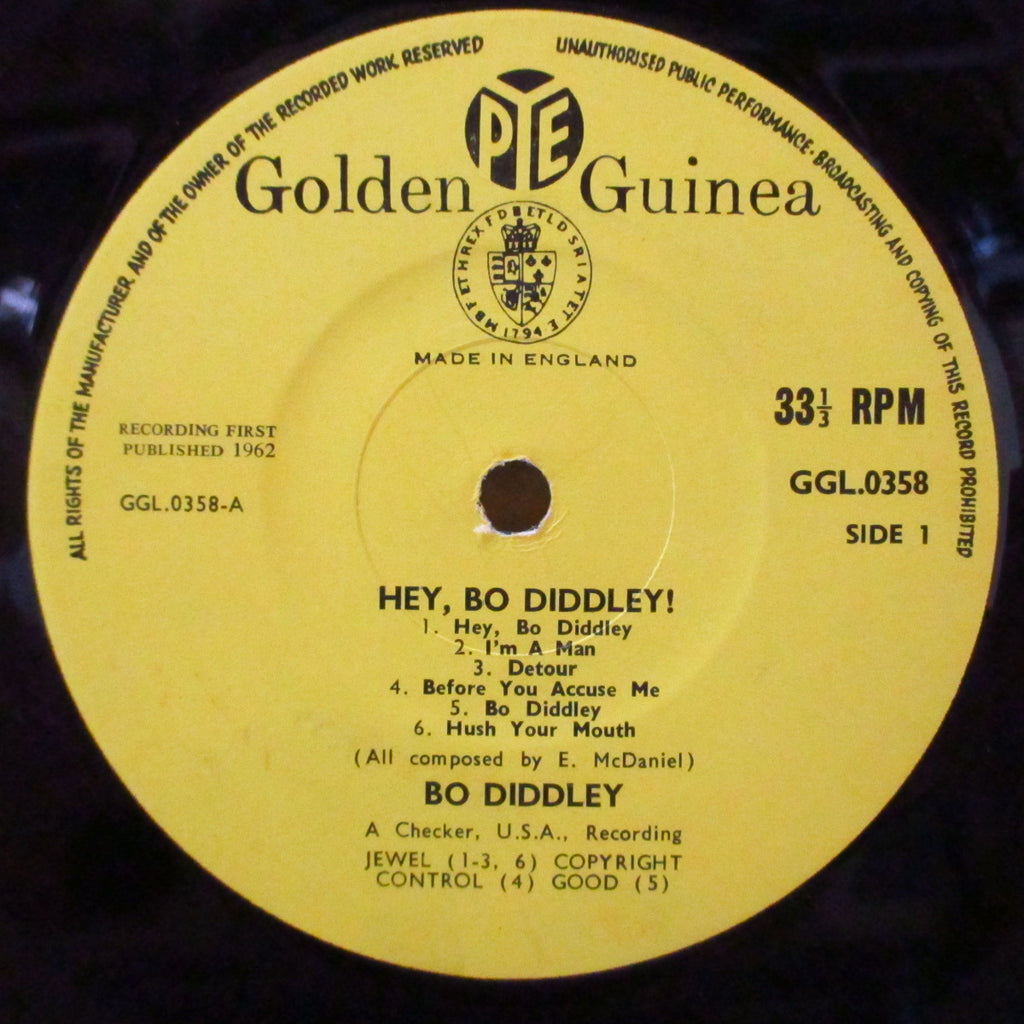 ALL RIGHTS OF THE MANUFACTURER AND OF THE OWNER OF THE RECORDED WORK RESERVED
UNAUTHORISED PUBLIC PERFORMANCE· BROADCASTING AND COPYING OF THIS RECORD PROHIBITED
PYE
Golden Guinea
1794
MADE IN ENGLAND
RECORDING FIRST
PUBLISHED 1962
GGL.0358-A
33⅓ RPM
GGL.0358
SIDE 1
HEY, BO DIDDLEY!
1. Hey, Bo Diddley
2. I'm A Man
3. Detour
4. Before You Accuse Me
5. Bo Diddley
6. Hush Your Mouth
(All composed by E. McDaniel)
BO DIDDLEY
A Checker, U.S.A., Recording
JEWEL (1-3, 6) COPYRIGHT
CONTROL (4) GOOD (5)